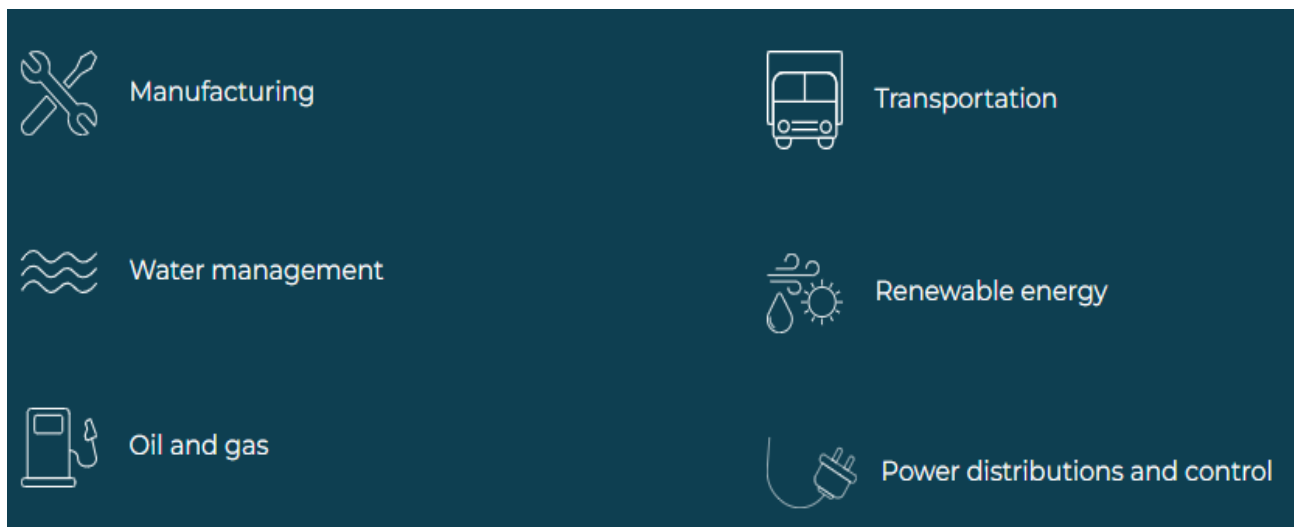 Manufacturing
Transportation
Water management
Renewable energy
Oil and gas
Power distributions and control